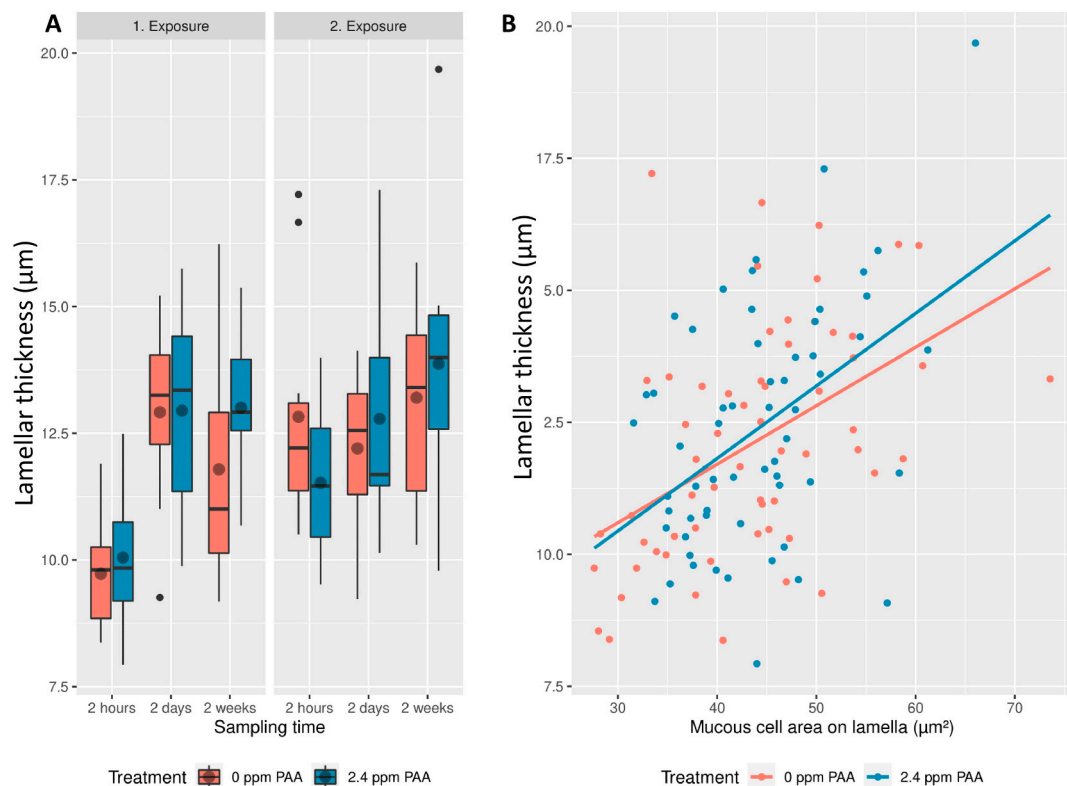 A
1. Exposure
2. Exposure
Lamellar thickness (µm)
20.0
17.5
15.0
12.5
10.0
7.5
2 hours 2 days 2 weeks 2 hours 2 days 2 weeks
Sampling time
Treatment 0 ppm PAA 2.4 ppm PAA
B
Lamellar thickness (µm)
20.0
17.5
5.0
2.5
10.0
7.5
30 40 50 60 70
Mucous cell area on lamella (µm²)
Treatment 0 ppm PAA 2.4 ppm PAA